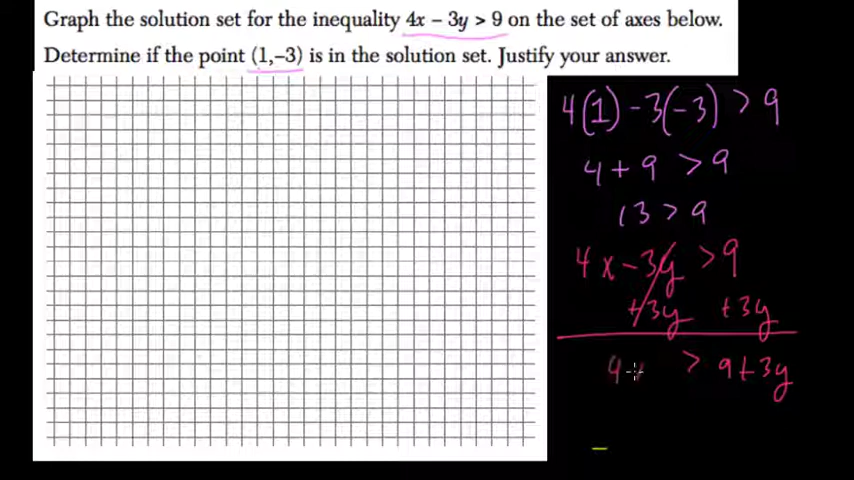 Graph the solution set for the inequality 4x – 3y > 9 on the set of axes below.
Determine if the point (1,–3) is in the solution set. Justify your answer.
4(1) - 3(-3) > 9
4 + 9 > 9
13 > 9
4x - 3y > 9
+3y +3y
4x > 9 + 3y